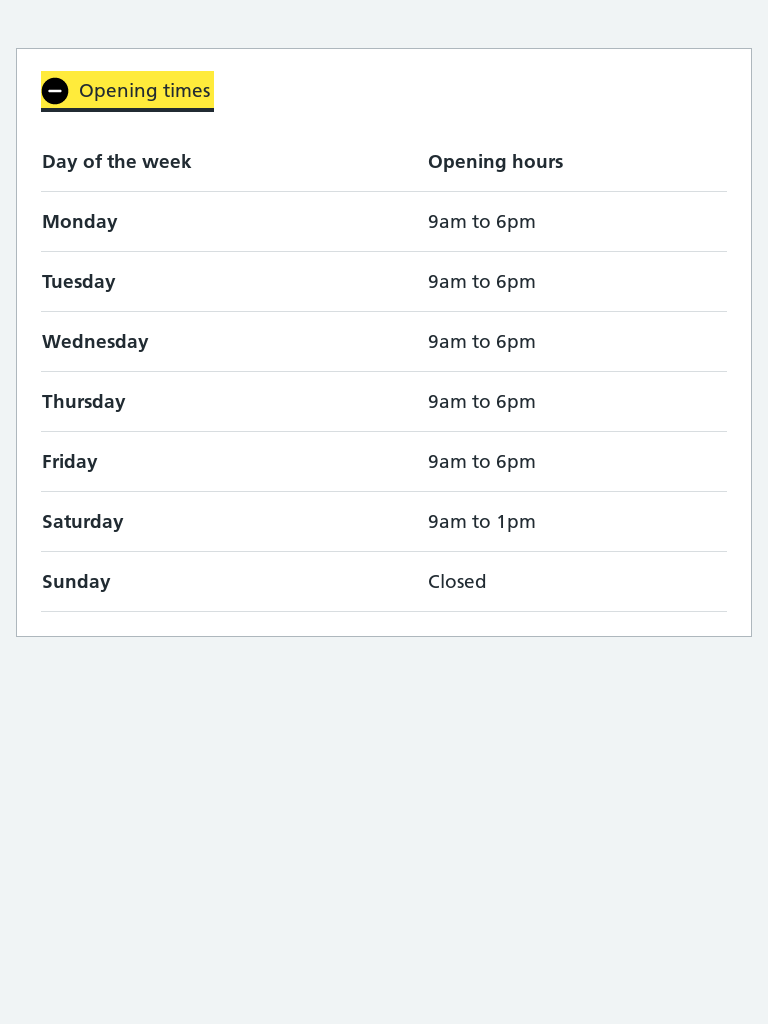 Opening times
Day of the week Opening hours
Monday 9am to 6pm
Tuesday 9am to 6pm
Wednesday 9am to 6pm
Thursday 9am to 6pm
Friday 9am to 6pm
Saturday 9am to 1pm
Sunday Closed